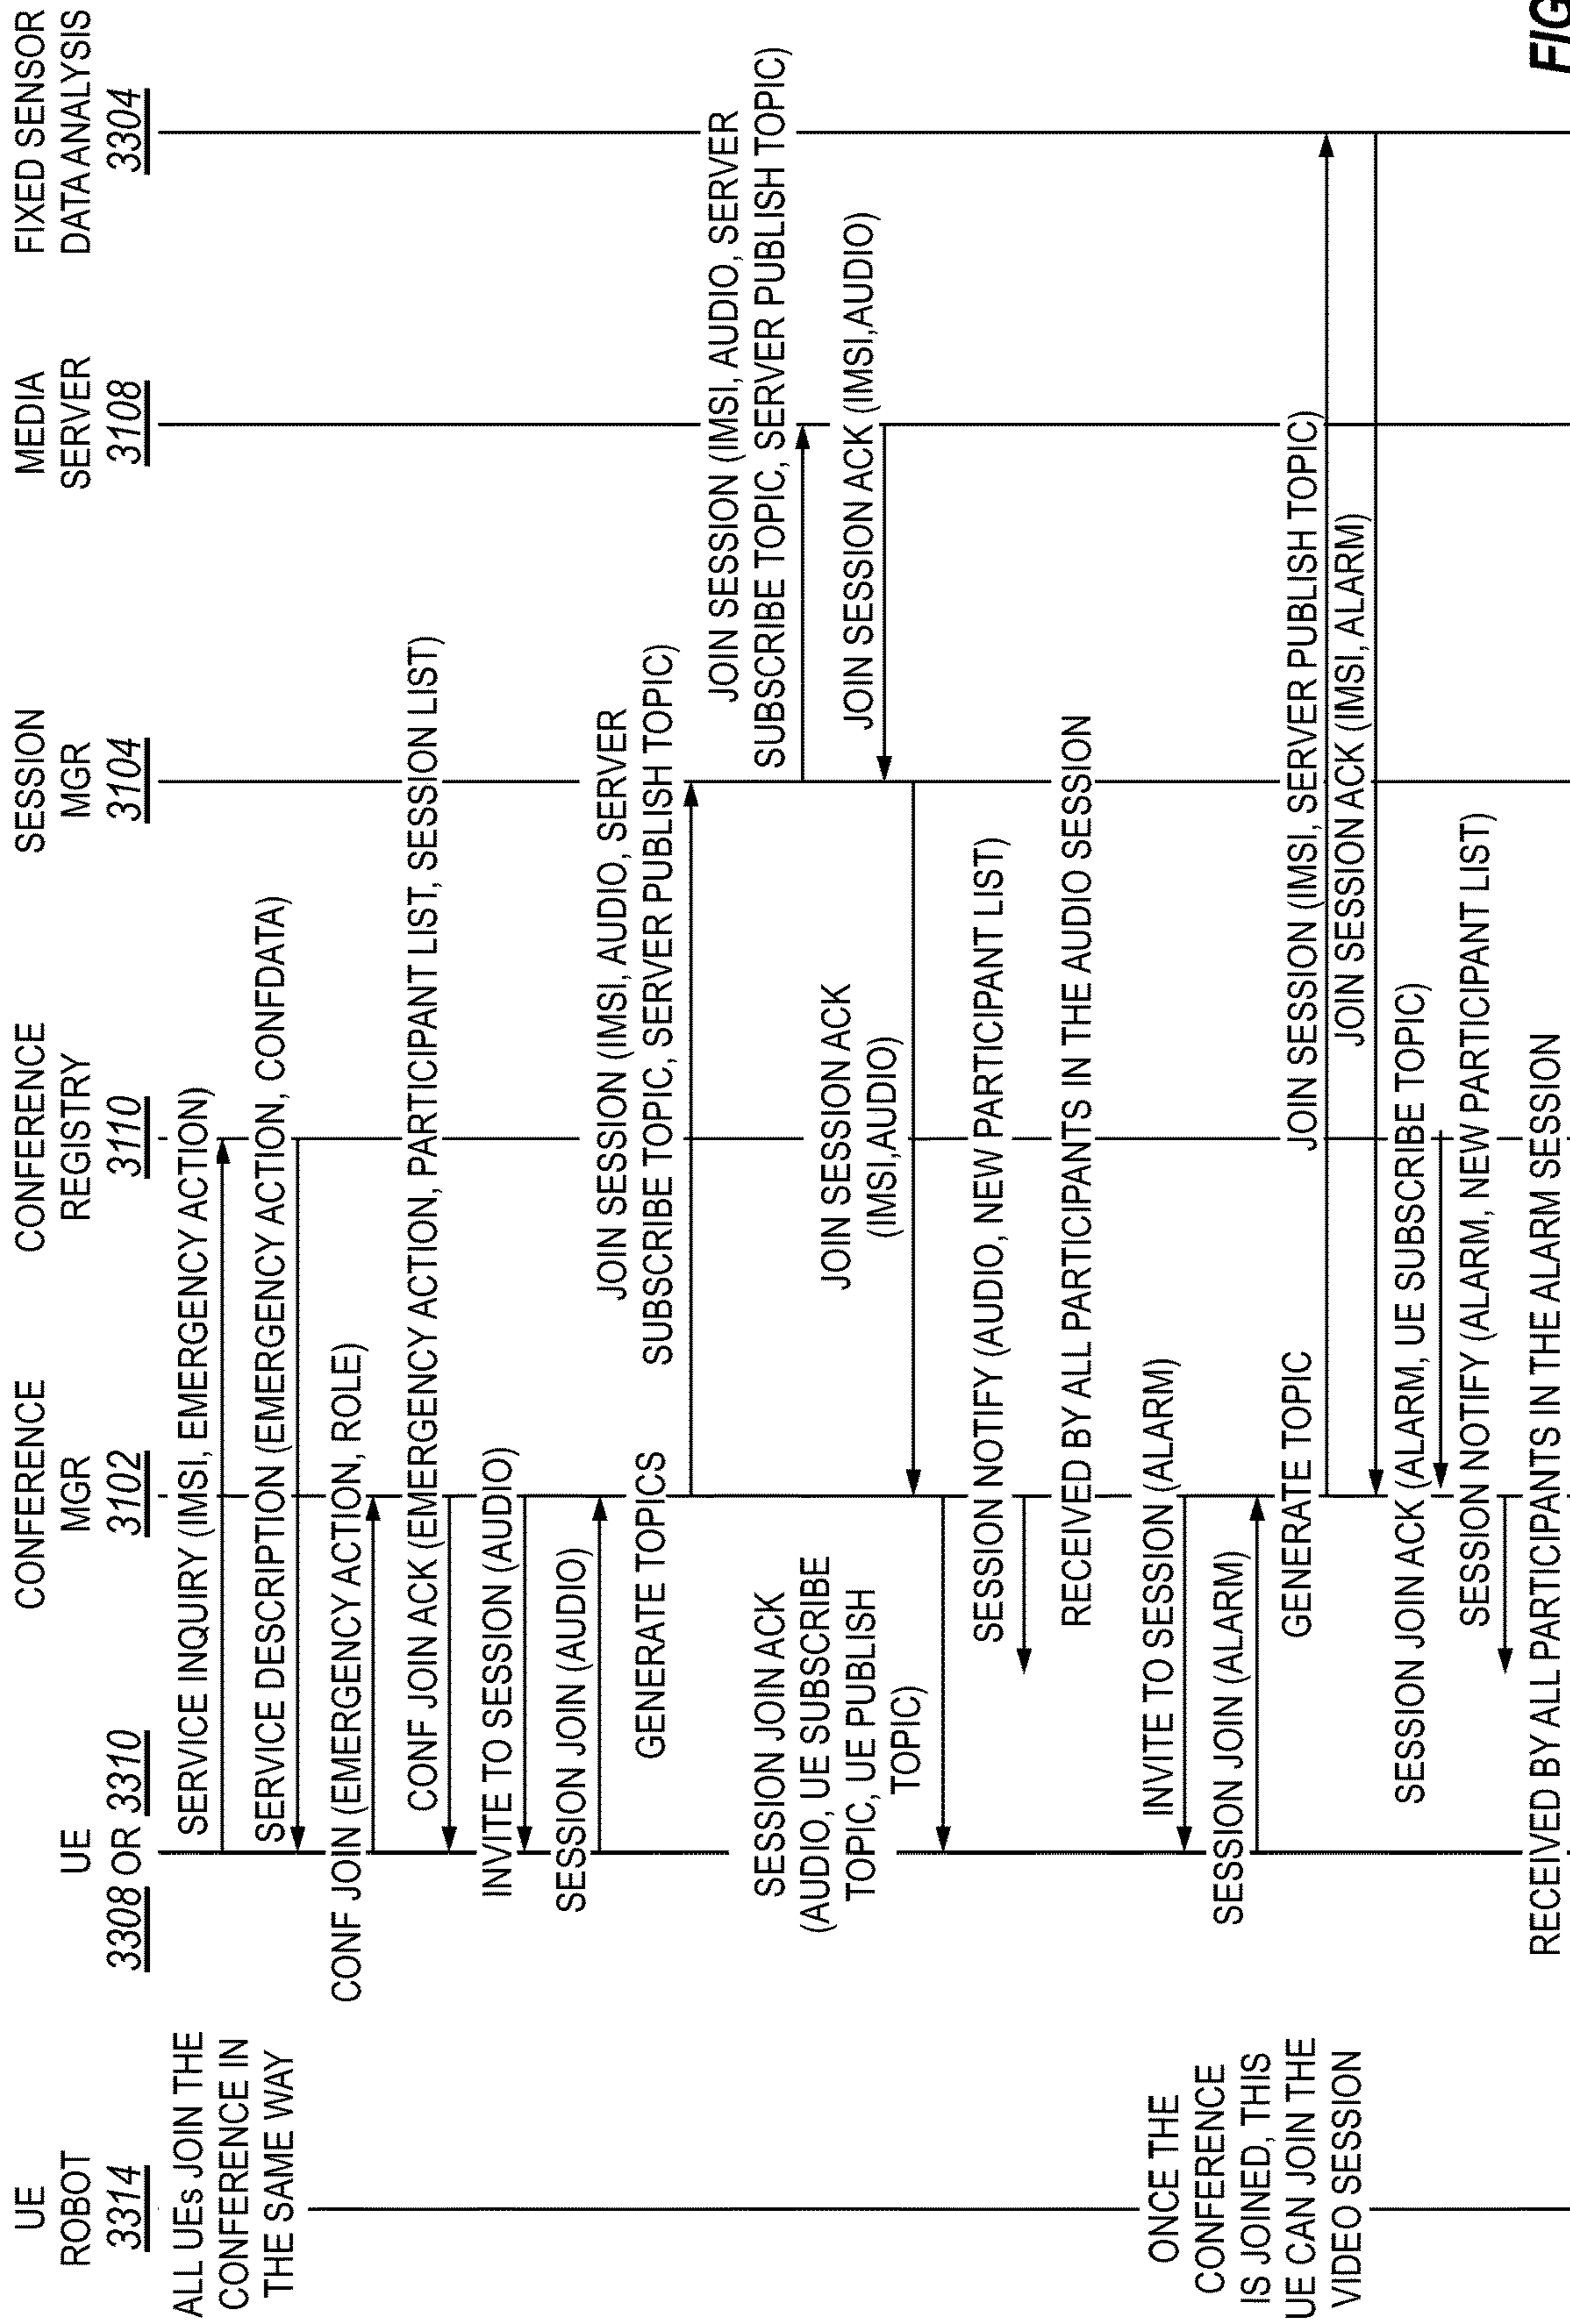 UE
ROBOT
3314
UE
3308 OR 3310
CONFERENCE
MGR
3102
CONFERENCE
REGISTRY
3110
SESSION
MGR
3104
MEDIA
SERVER
3108
FIXED SENSOR
DATA ANALYSIS
3304
ALL UEs JOIN THE
CONFERENCE IN
THE SAME WAY
SERVICE INQUIRY (IMSI, EMERGENCY ACTION)
SERVICE DESCRIPTION (EMERGENCY ACTION, CONFDATA)
CONF JOIN (EMERGENCY ACTION, ROLE)
CONF JOIN ACK (EMERGENCY ACTION, PARTICIPANT LIST, SESSION LIST)
INVITE TO SESSION (AUDIO)
SESSION JOIN (AUDIO)
GENERATE TOPICS
JOIN SESSION (IMSI, AUDIO, SERVER
SUBSCRIBE TOPIC, SERVER PUBLISH TOPIC)
JOIN SESSION (IMSI, AUDIO, SERVER
SUBSCRIBE TOPIC, SERVER PUBLISH TOPIC)
JOIN SESSION ACK (IMSI,AUDIO)
JOIN SESSION ACK
(IMSI,AUDIO)
SESSION JOIN ACK
(AUDIO, UE SUBSCRIBE
TOPIC, UE PUBLISH
TOPIC)
SESSION NOTIFY (AUDIO, NEW PARTICIPANT LIST)
RECEIVED BY ALL PARTICIPANTS IN THE AUDIO SESSION
ONCE THE
CONFERENCE
IS JOINED, THIS
UE CAN JOIN THE
VIDEO SESSION
INVITE TO SESSION (ALARM)
SESSION JOIN (ALARM)
GENERATE TOPIC
JOIN SESSION (IMSI, SERVER PUBLISH TOPIC)
JOIN SESSION ACK (IMSI, ALARM)
SESSION JOIN ACK (ALARM, UE SUBSCRIBE TOPIC)
SESSION NOTIFY (ALARM, NEW PARTICIPANT LIST)
RECEIVED BY ALL PARTICIPANTS IN THE ALARM SESSION
FIG